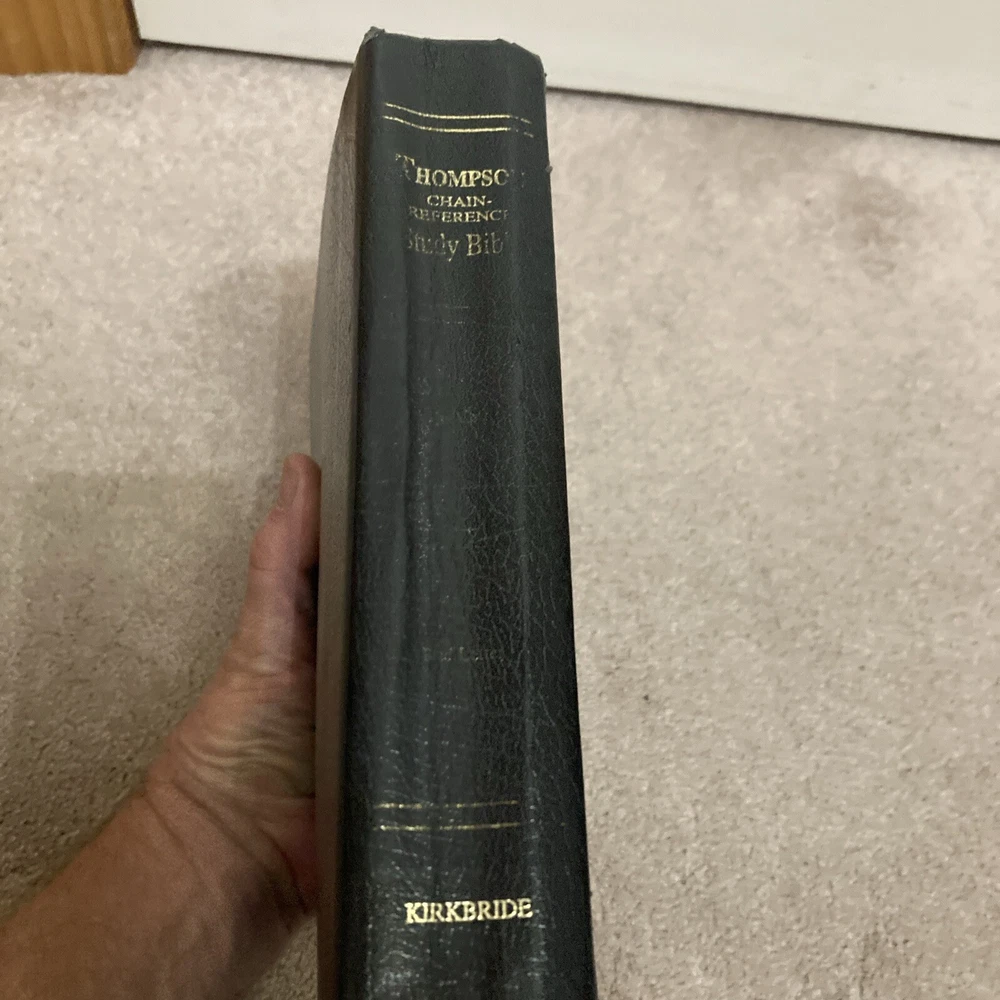 THOMPSO
CHAIN-
REFERENCE
Study Bib
KIRKBRIDE